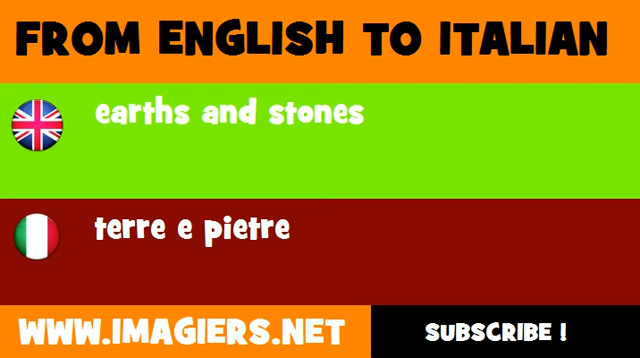 FROM ENGLISH TO ITALIAN
earths and stones
terre e pietre
WWW.IMAGIERS.NET
SUBSCRIBE !